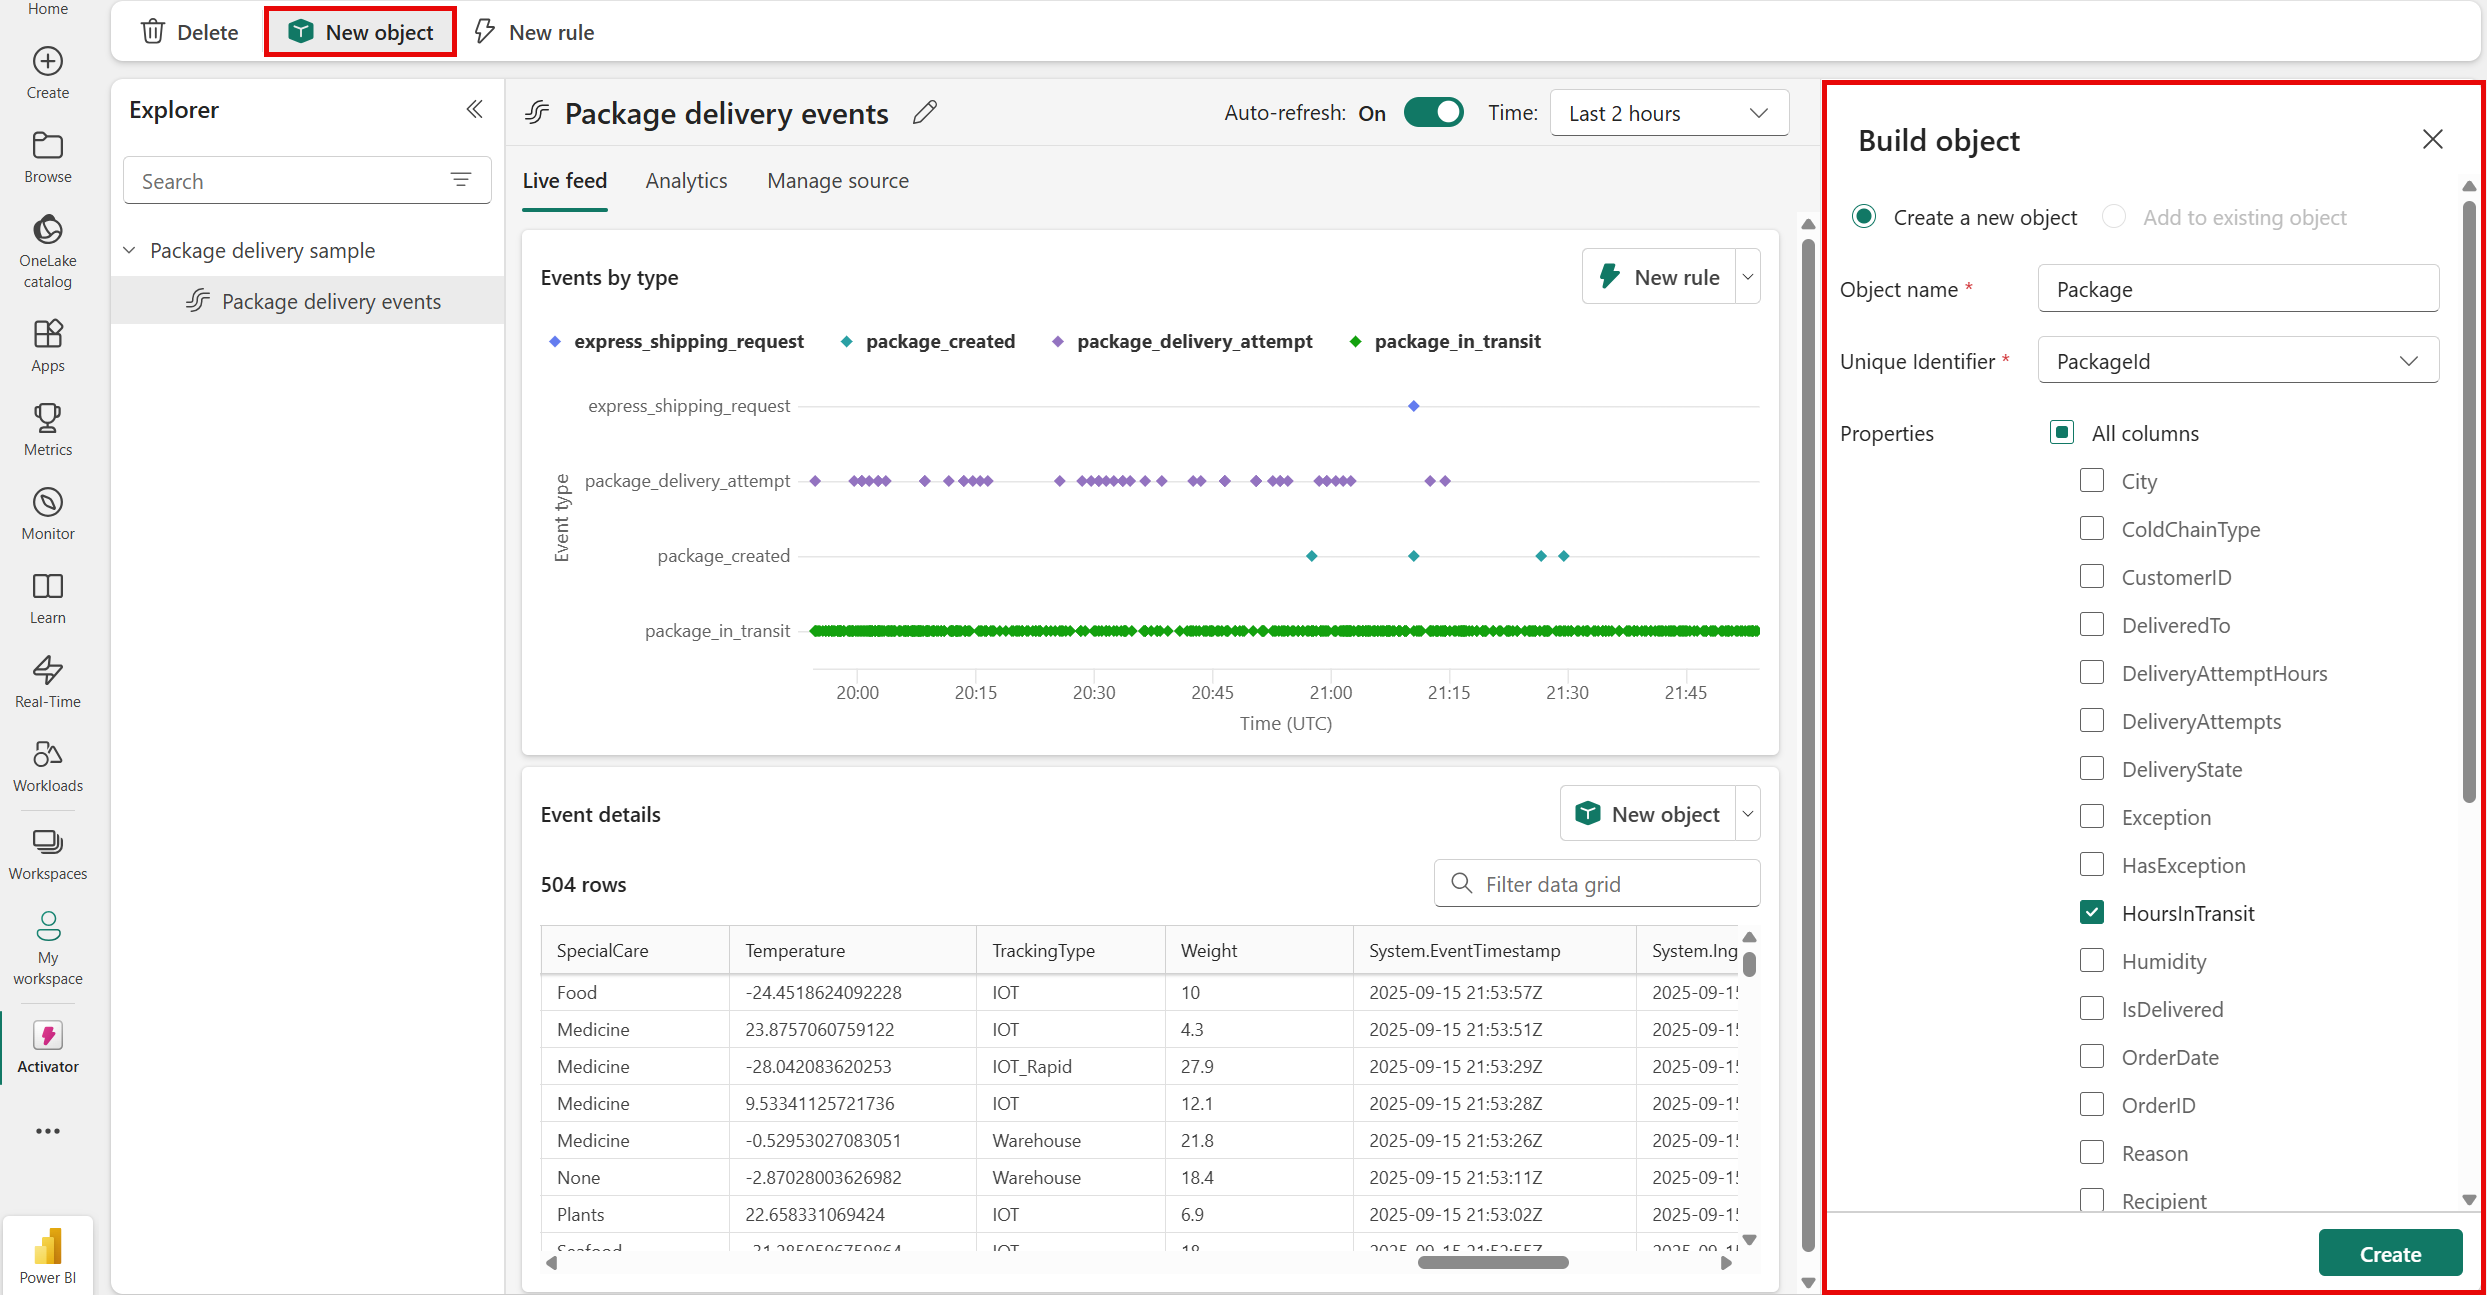 Home
Create
Browse
OneLake
catalog
Apps
Metrics
Monitor
Learn
Real-Time
Workloads
Workspaces
My
workspace
Activator
Power BI
Delete
New object
New rule
Explorer
Search
Package delivery sample
Package delivery events
Package delivery events
Auto-refresh: On
Time: Last 2 hours
Live feed Analytics Manage source
Events by type
New rule
express_shipping_request package_created package_delivery_attempt package_in_transit
Event type
express_shipping_request
package_delivery_attempt
package_created
package_in_transit
20:00 20:15 20:30 20:45 21:00 21:15 21:30 21:45
Time (UTC)
Event details
New object
504 rows
Filter data grid
SpecialCare Temperature TrackingType Weight System.EventTimestamp System.Ing
Food -24.4518624092228 IOT 10 2025-09-15 21:53:57Z 2025-09-1
Medicine 23.8757060759122 IOT 4.3 2025-09-15 21:53:51Z 2025-09-1
Medicine -28.042083620253 IOT_Rapid 27.9 2025-09-15 21:53:29Z 2025-09-1
Medicine 9.53341125721736 IOT 12.1 2025-09-15 21:53:28Z 2025-09-1
Medicine -0.52953027083051 Warehouse 21.8 2025-09-15 21:53:26Z 2025-09-1
None -2.87028003626982 Warehouse 18.4 2025-09-15 21:53:11Z 2025-09-1
Plants 22.658331069424 IOT 6.9 2025-09-15 21:53:02Z 2025-09-1
Build object
Create a new object Add to existing object
Object name * Package
Unique Identifier * PackageId
Properties All columns
City
ColdChainType
CustomerID
DeliveredTo
DeliveryAttemptHours
DeliveryAttempts
DeliveryState
Exception
HasException
HoursInTransit
Humidity
IsDelivered
OrderDate
OrderID
Reason
Recipient
Create